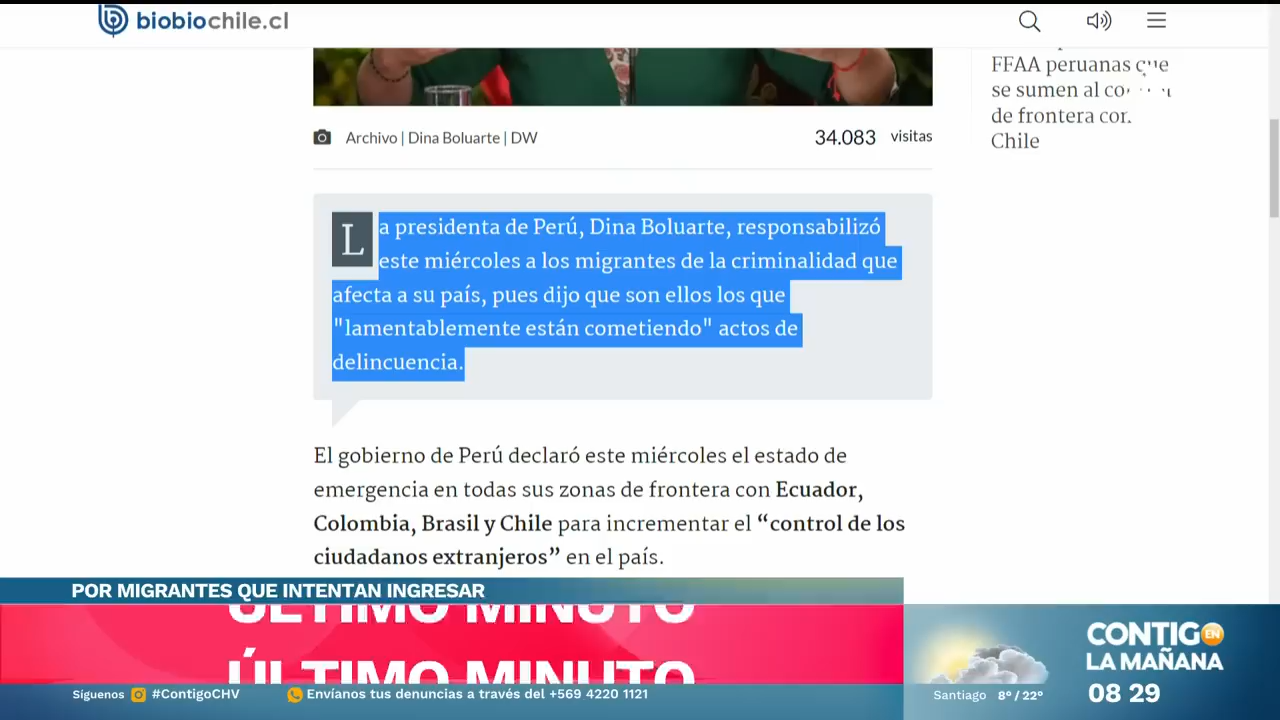 biobiochile.cl
FFAA peruanas que
se sumen al
de frontera con
Chile
Archivo | Dina Boluarte | DW
34.083 visitas
La presidenta de Perú, Dina Boluarte, responsabilizó
este miércoles a los migrantes de la criminalidad que
afecta a su país, pues dijo que son ellos los que
"lamentablemente están cometiendo" actos de
delincuencia.
El gobierno de Perú declaró este miércoles el estado de
emergencia en todas sus zonas de frontera con Ecuador,
Colombia, Brasil y Chile para incrementar el “control de los
ciudadanos extranjeros” en el país.
POR MIGRANTES QUE INTENTAN INGRESAR
ÚLTIMO MINUTO
ÚLTIMO MINUTO
Síguenos #ContigoCHV Envíanos tus denuncias a través del +569 4220 1121
Santiago 8° / 22°
CONTIGO EN
LA MAÑANA
08 29